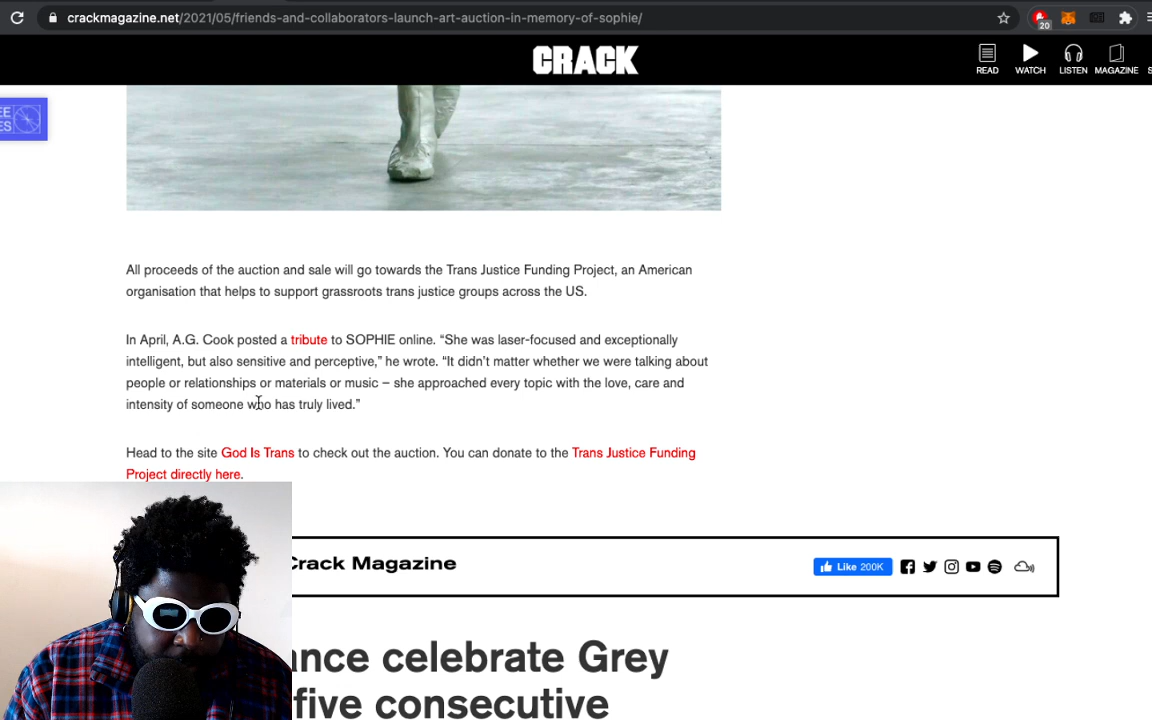 crackmagazine.net/2021/05/friends-and-collaborators-launch-art-auction-in-memory-of-sophie/
20
CRACK
READ
WATCH
LISTEN
MAGAZINE
All proceeds of the auction and sale will go towards the Trans Justice Funding Project, an American
organisation that helps to support grassroots trans justice groups across the US.
In April, A.G. Cook posted a tribute to SOPHIE online. “She was laser-focused and exceptionally
intelligent, but also sensitive and perceptive,” he wrote. “It didn’t matter whether we were talking about
people or relationships or materials or music – she approached every topic with the love, care and
intensity of someone who has truly lived.”
Head to the site God Is Trans to check out the auction. You can donate to the Trans Justice Funding
Project directly here.
Crack Magazine
Like 200K
celebrate Grey
five consecutive